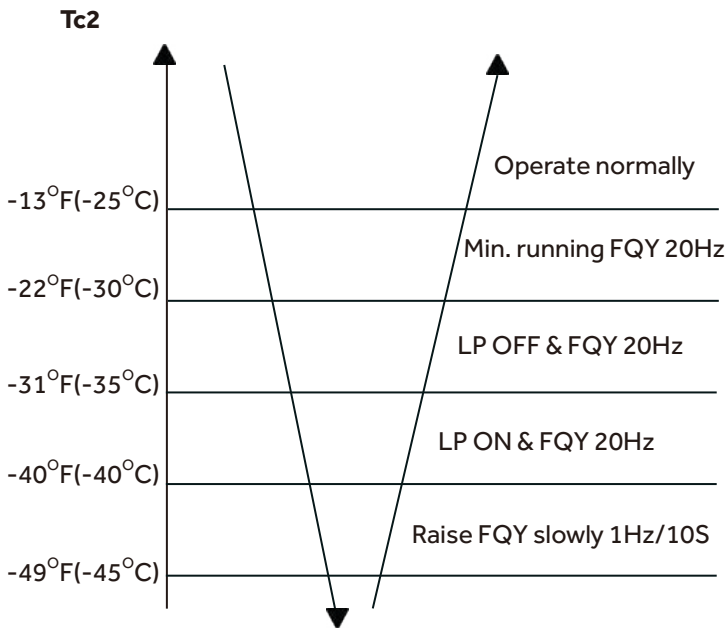 Tc2
Operate normally
-13°F(-25°C)
Min. running FQY 20Hz
-22°F(-30°C)
LP OFF & FQY 20Hz
-31°F(-35°C)
LP ON & FQY 20Hz
-40°F(-40°C)
Raise FQY slowly 1Hz/10S
-49°F(-45°C)